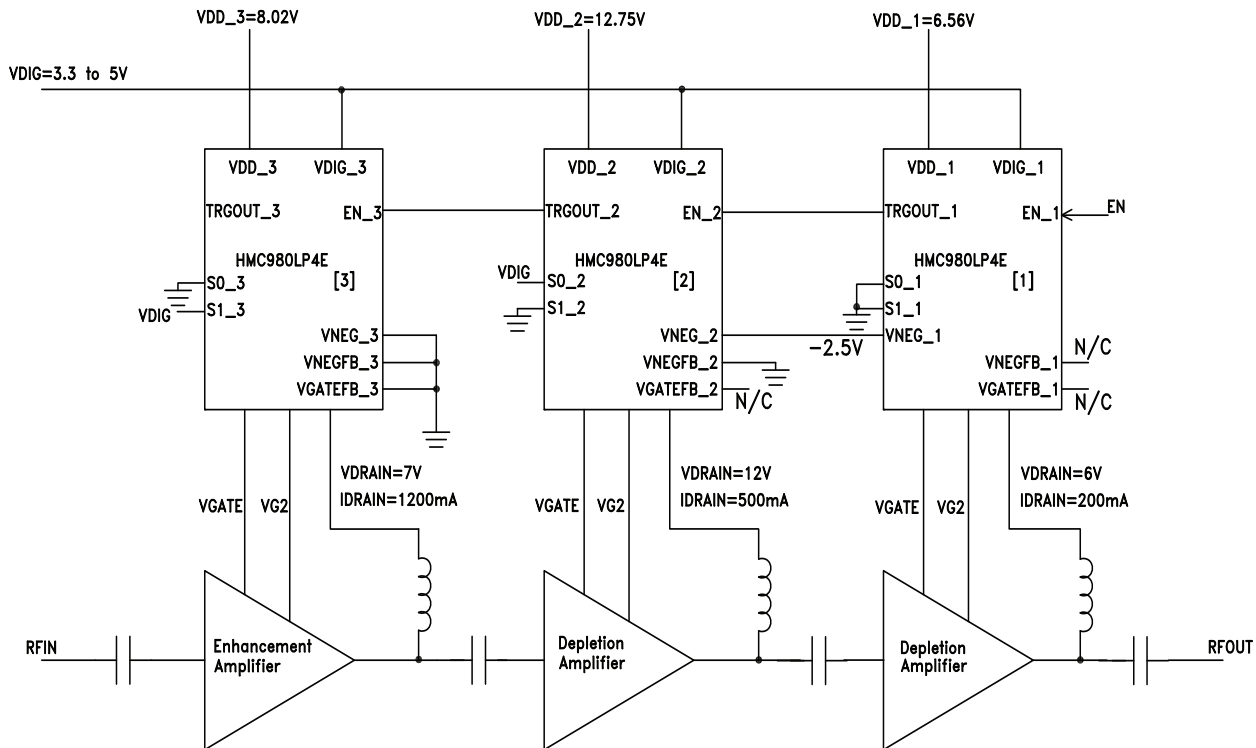 VDD_3=8.02V
VDD_2=12.75V
VDD_1=6.56V
VDIG=3.3 to 5V
VDD_3
VDIG_3
TRGOUT_3
EN_3
HMC980LP4E
[3]
S0_3
VDIG
S1_3
VNEG_3
VNEGFB_3
VGATEFB_3
VDD_2
VDIG_2
TRGOUT_2
EN_2
HMC980LP4E
[2]
VDIG
S0_2
S1_2
VNEG_2
VNEGFB_2
VGATEFB_2
N/C
-2.5V
VDD_1
VDIG_1
TRGOUT_1
EN_1
EN
HMC980LP4E
[1]
S0_1
S1_1
VNEG_1
VNEGFB_1
N/C
VGATEFB_1
N/C
VDRAIN=7V
IDRAIN=1200mA
VGATE
VG2
VDRAIN=12V
IDRAIN=500mA
VGATE
VG2
VDRAIN=6V
IDRAIN=200mA
VGATE
VG2
RFIN
Enhancement
Amplifier
Depletion
Amplifier
Depletion
Amplifier
RFOUT